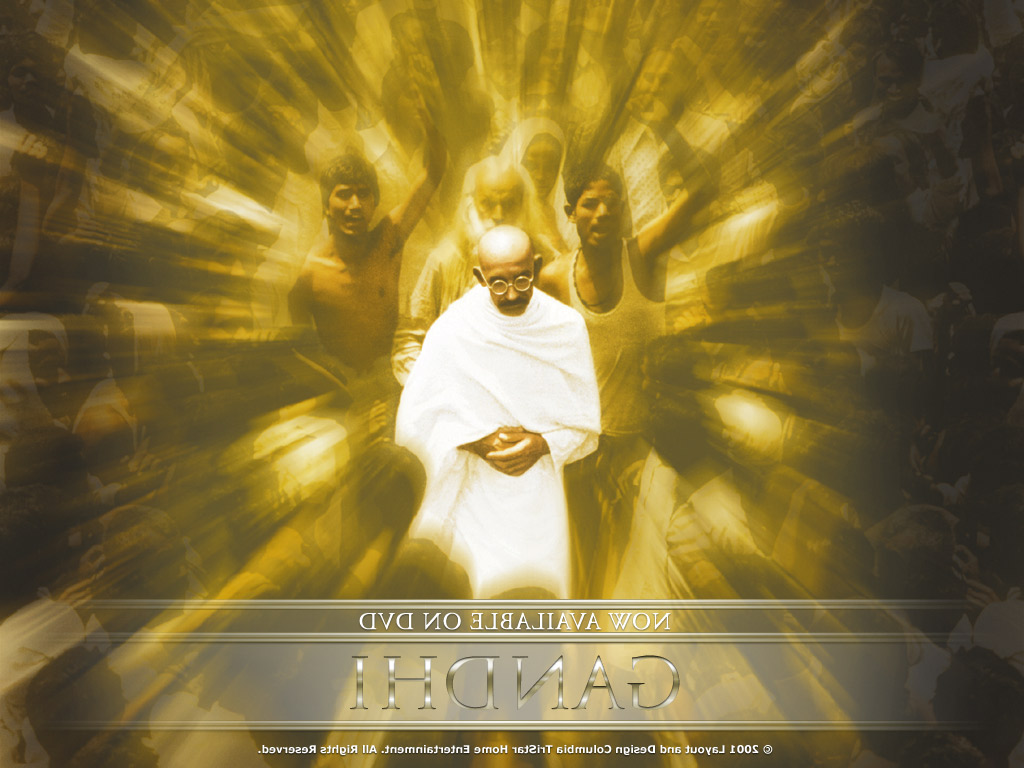 NOW AVAILABLE ON DVD
GANDHI
© 2001 Layout and Design Columbia TriStar Home Entertainment. All Rights Reserved.